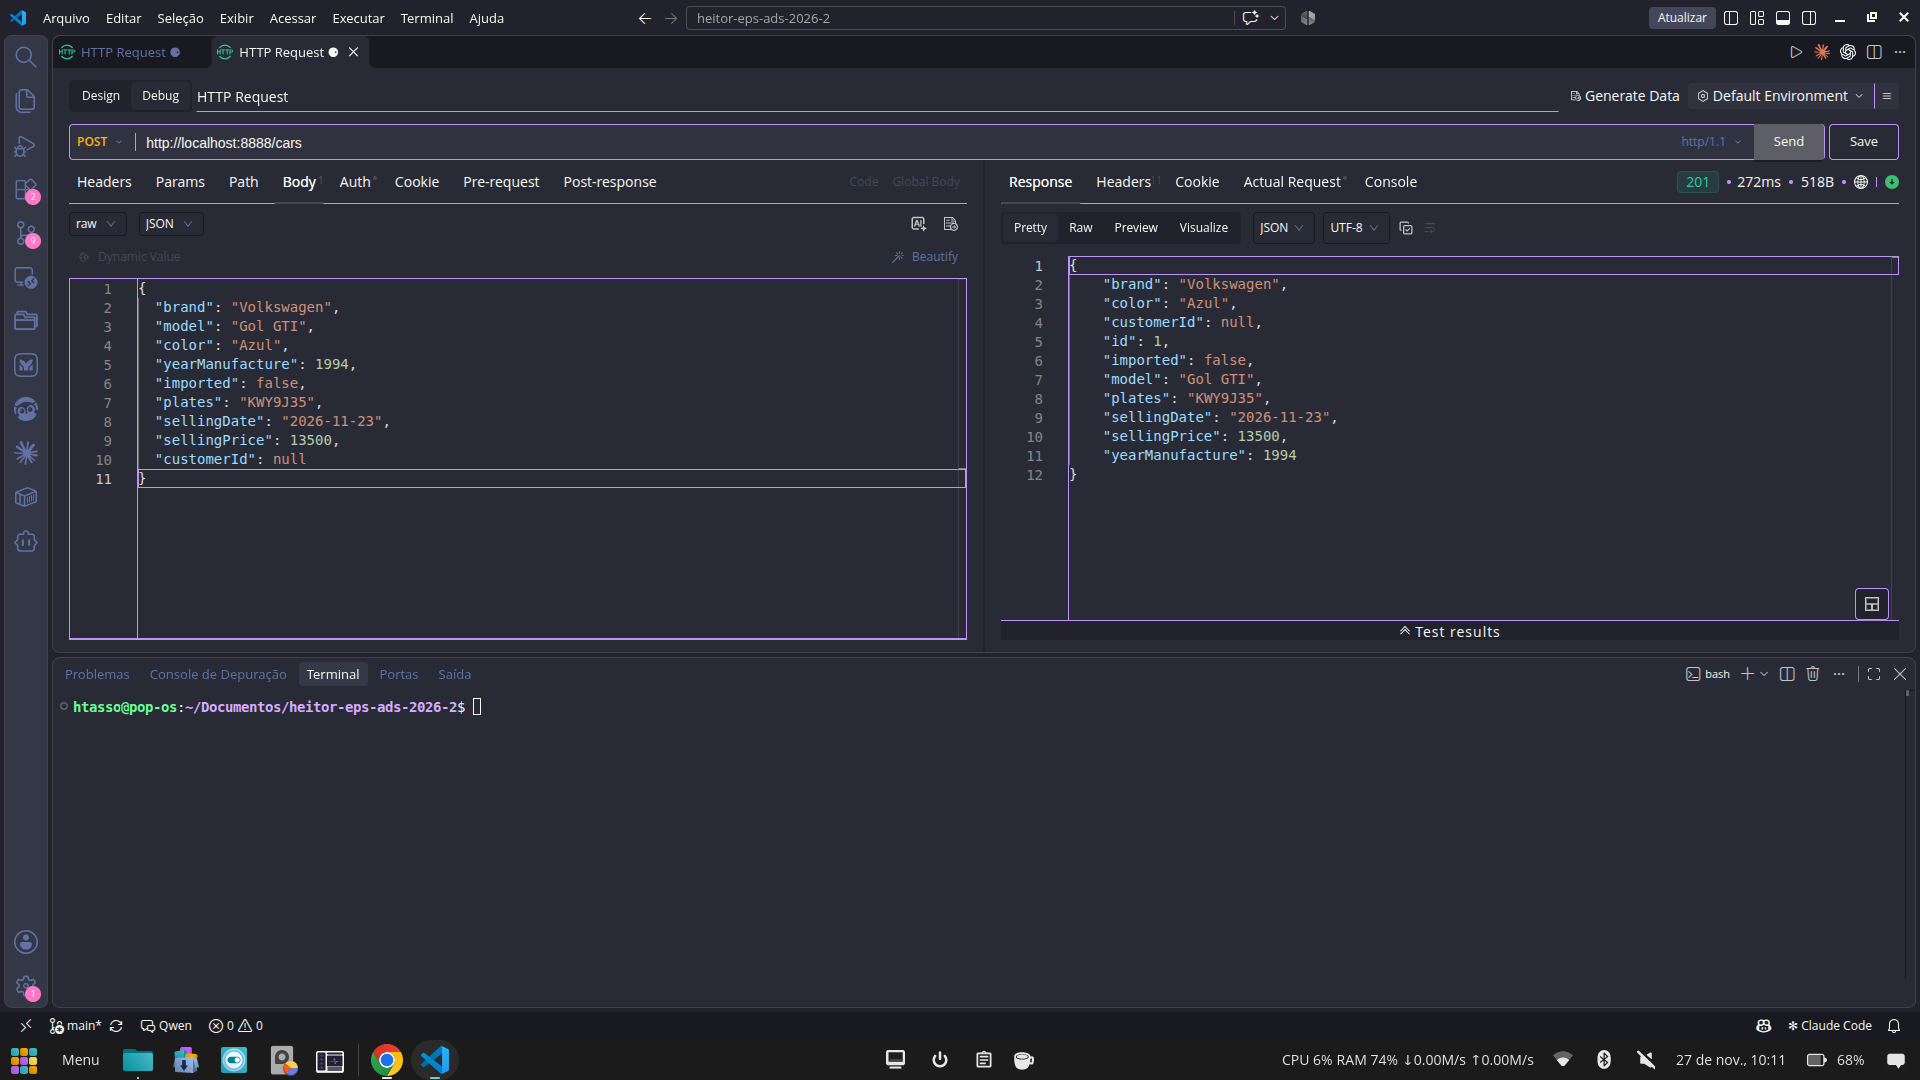 Arquivo Editar Seleção Exibir Acessar Executar Terminal Ajuda
heitor-eps-ads-2026-2
Atualizar
HTTP Request
HTTP Request
Design Debug HTTP Request
Generate Data Default Environment
POST http://localhost:8888/cars http/1.1 Send Save
Headers Params Path Body Auth Cookie Pre-request Post-response Code Global Body
raw JSON
Dynamic Value Beautify
1 {
2 "brand": "Volkswagen",
3 "model": "Gol GTI",
4 "color": "Azul",
5 "yearManufacture": 1994,
6 "imported": false,
7 "plates": "KWY9J35",
8 "sellingDate": "2026-11-23",
9 "sellingPrice": 13500,
10 "customerId": null
11 }
Response Headers Cookie Actual Request Console 201 • 272ms • 518B
Pretty Raw Preview Visualize JSON UTF-8
1 {
2 "brand": "Volkswagen",
3 "color": "Azul",
4 "customerId": null,
5 "id": 1,
6 "imported": false,
7 "model": "Gol GTI",
8 "plates": "KWY9J35",
9 "sellingDate": "2026-11-23",
10 "sellingPrice": 13500,
11 "yearManufacture": 1994
12 }
Test results
2
9
1
Problemas Console de Depuração Terminal Portas Saída bash
htasso@pop-os:~/Documentos/heitor-eps-ads-2026-2$
main* Qwen 0 0 Claude Code
Menu CPU 6% RAM 74% ↓0.00M/s ↑0.00M/s 27 de nov., 10:11 68%